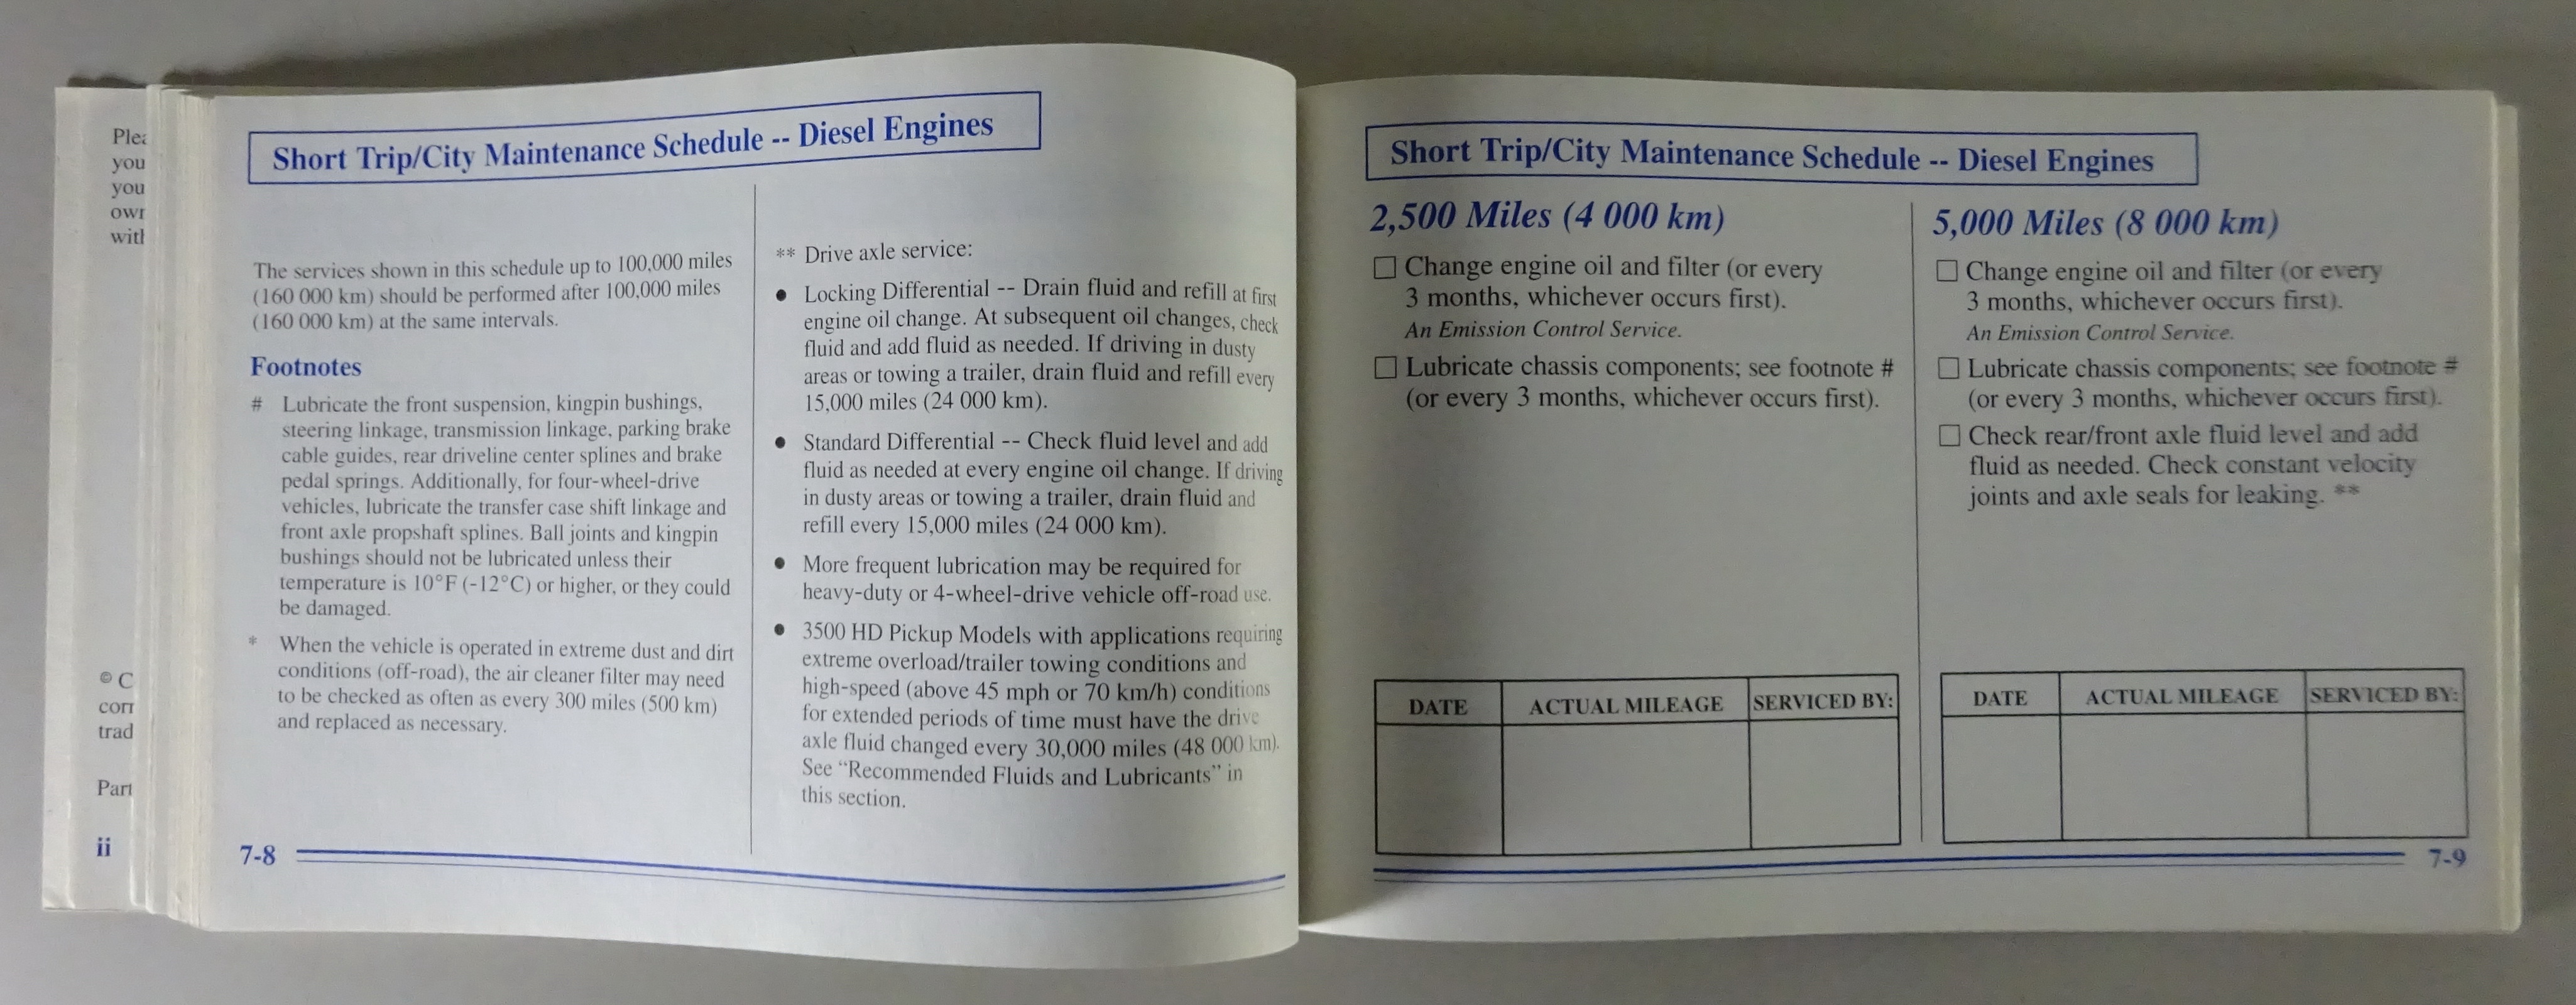 Plea
you
you
own
with
© C
corr
trad
Part
ii
Short Trip/City Maintenance Schedule -- Diesel Engines
The services shown in this schedule up to 100,000 miles
(160 000 km) should be performed after 100,000 miles
(160 000 km) at the same intervals.
Footnotes
# Lubricate the front suspension, kingpin bushings,
steering linkage, transmission linkage, parking brake
cable guides, rear driveline center splines and brake
pedal springs. Additionally, for four-wheel-drive
vehicles, lubricate the transfer case shift linkage and
front axle propshaft splines. Ball joints and kingpin
bushings should not be lubricated unless their
temperature is 10°F (-12°C) or higher, or they could
be damaged.
* When the vehicle is operated in extreme dust and dirt
conditions (off-road), the air cleaner filter may need
to be checked as often as every 300 miles (500 km)
and replaced as necessary.
** Drive axle service:
● Locking Differential -- Drain fluid and refill at first
engine oil change. At subsequent oil changes, check
fluid and add fluid as needed. If driving in dusty
areas or towing a trailer, drain fluid and refill every
15,000 miles (24 000 km).
● Standard Differential -- Check fluid level and add
fluid as needed at every engine oil change. If driving
in dusty areas or towing a trailer, drain fluid and
refill every 15,000 miles (24 000 km).
● More frequent lubrication may be required for
heavy-duty or 4-wheel-drive vehicle off-road use.
● 3500 HD Pickup Models with applications requiring
extreme overload/trailer towing conditions and
high-speed (above 45 mph or 70 km/h) conditions
for extended periods of time must have the drive
axle fluid changed every 30,000 miles (48 000 km).
See “Recommended Fluids and Lubricants” in
this section.
7-8
Short Trip/City Maintenance Schedule -- Diesel Engines
2,500 Miles (4 000 km)
☐ Change engine oil and filter (or every
3 months, whichever occurs first).
An Emission Control Service.
☐ Lubricate chassis components; see footnote #
(or every 3 months, whichever occurs first).
DATE ACTUAL MILEAGE SERVICED BY:
5,000 Miles (8 000 km)
☐ Change engine oil and filter (or every
3 months, whichever occurs first).
An Emission Control Service.
☐ Lubricate chassis components; see footnote #
(or every 3 months, whichever occurs first).
☐ Check rear/front axle fluid level and add
fluid as needed. Check constant velocity
joints and axle seals for leaking. **
DATE ACTUAL MILEAGE SERVICED BY:
7-9